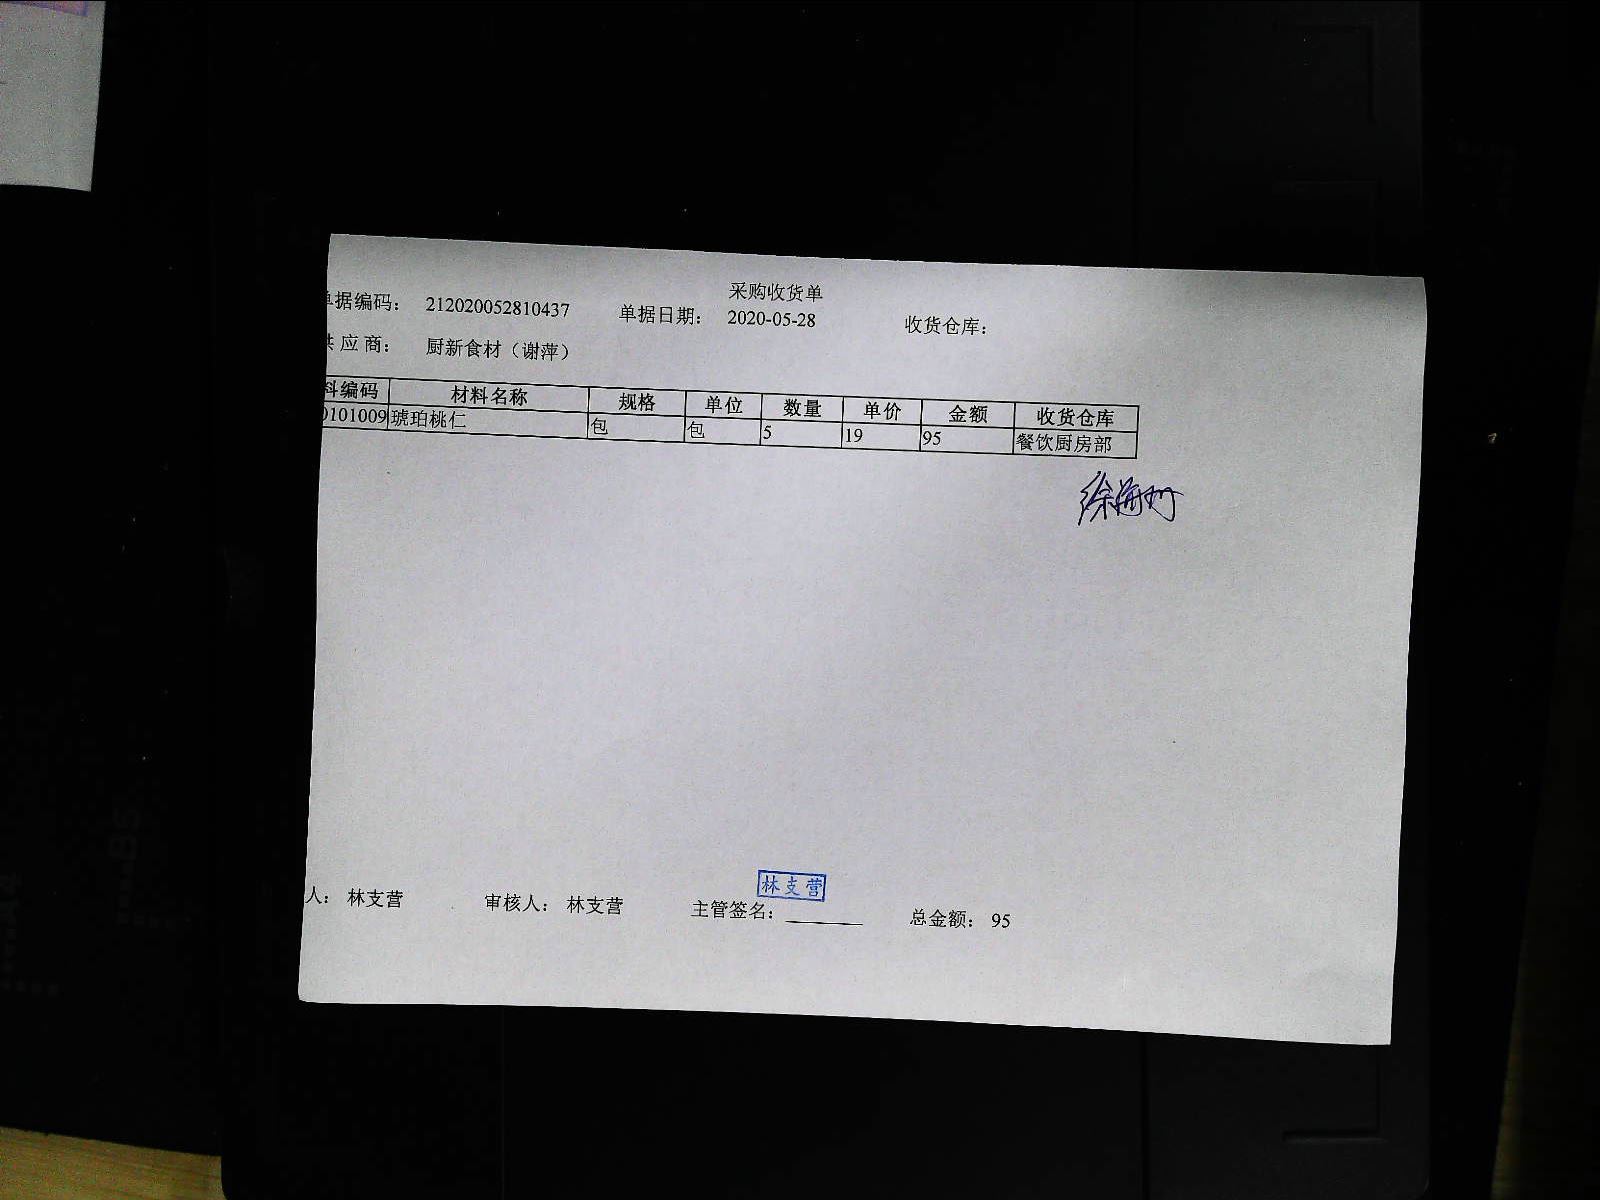 采购收货单
单据编码： 212020052810437 单据日期： 2020-05-28 收货仓库：
供 应 商： 厨新食材（谢萍）
料编码 材料名称 规格 单位 数量 单价 金额 收货仓库
0101009 琥珀桃仁 包 包 5 19 95 餐饮厨房部
人： 林支营 审核人： 林支营 主管签名： 林支营 总金额： 95